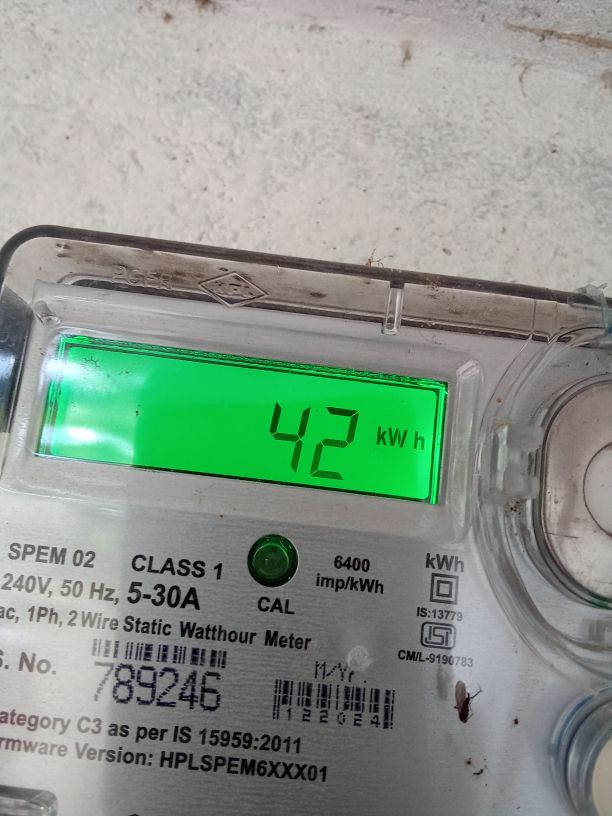 42 kWh
SPEM 02 CLASS 1
240V, 50 Hz, 5-30A
6400
imp/kWh
kWh
CAL
IS:13779
ac, 1Ph, 2 Wire Static Watthour Meter
ISI
CM/L-9190783
S. No.
789246
M/Yr.
122024
ategory C3 as per IS 15959:2011
rmware Version: HPLSPEM6XXX01